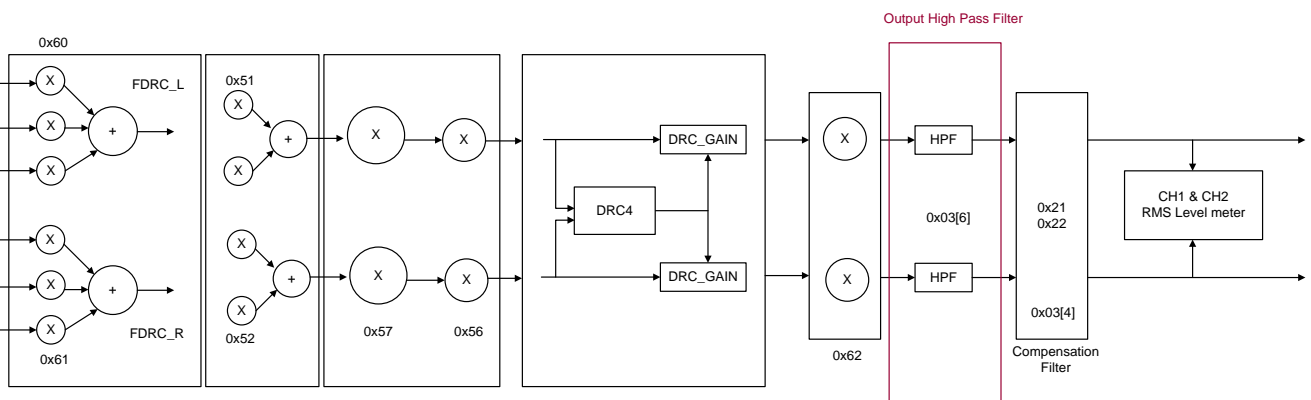 Output High Pass Filter
0x60
X
FDRC_L
X
+
X
X
X
+
X
FDRC_R
0x61
0x51
X
+
X
X
+
X
0x52
X
X
X
X
0x57
0x56
DRC_GAIN
DRC4
DRC_GAIN
X
X
0x62
HPF
0x03[6]
HPF
0x21
0x22
0x03[4]
Compensation
Filter
CH1 & CH2
RMS Level meter